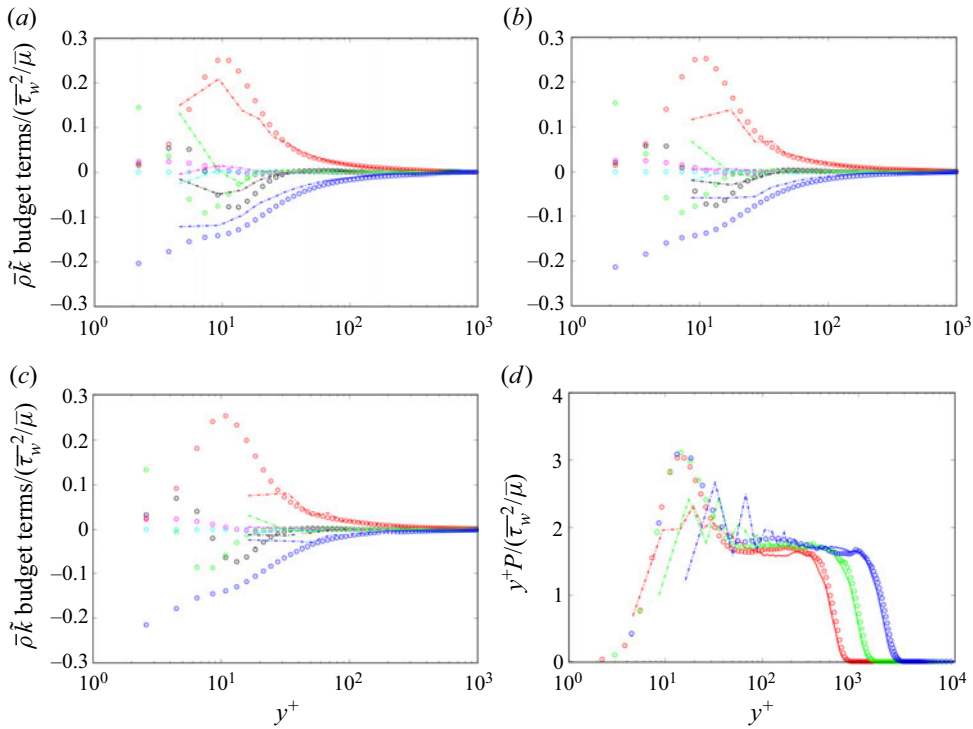 (a)
(b)
ρ̄k̃ budget terms/(τ̄_w²/μ̄)
0.3
0.2
0.1
0
–0.1
–0.2
–0.3
10⁰ 10¹ 10² 10³
0.3
0.2
0.1
0
–0.1
–0.2
–0.3
10⁰ 10¹ 10² 10³
(c)
(d)
ρ̄k̃ budget terms/(τ̄_w²/μ̄)
0.3
0.2
0.1
0
–0.1
–0.2
–0.3
10⁰ 10¹ 10² 10³
y⁺
y⁺P/(τ̄_w²/μ̄)
4
3
2
1
0
10⁰ 10¹ 10² 10³ 10⁴
y⁺